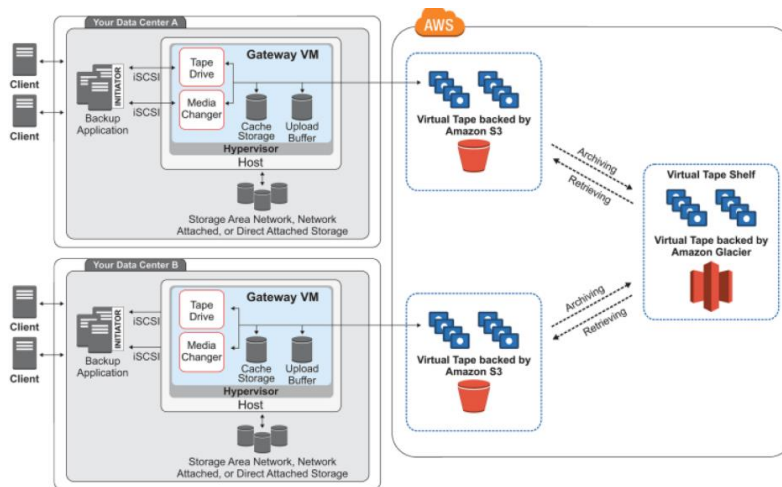 Your Data Center A
Client
Client
Backup
Application
INITIATOR
iSCSI
iSCSI
Gateway VM
Tape
Drive
Media
Changer
Cache
Storage
Upload
Buffer
Hypervisor
Host
Storage Area Network, Network
Attached, or Direct Attached Storage
Your Data Center B
Client
Client
Backup
Application
INITIATOR
iSCSI
iSCSI
Gateway VM
Tape
Drive
Media
Changer
Cache
Storage
Upload
Buffer
Hypervisor
Host
Storage Area Network, Network
Attached, or Direct Attached Storage
AWS
Virtual Tape backed by
Amazon S3
Archiving
Retrieving
Virtual Tape Shelf
Virtual Tape backed by
Amazon Glacier
Archiving
Retrieving
Virtual Tape backed by
Amazon S3